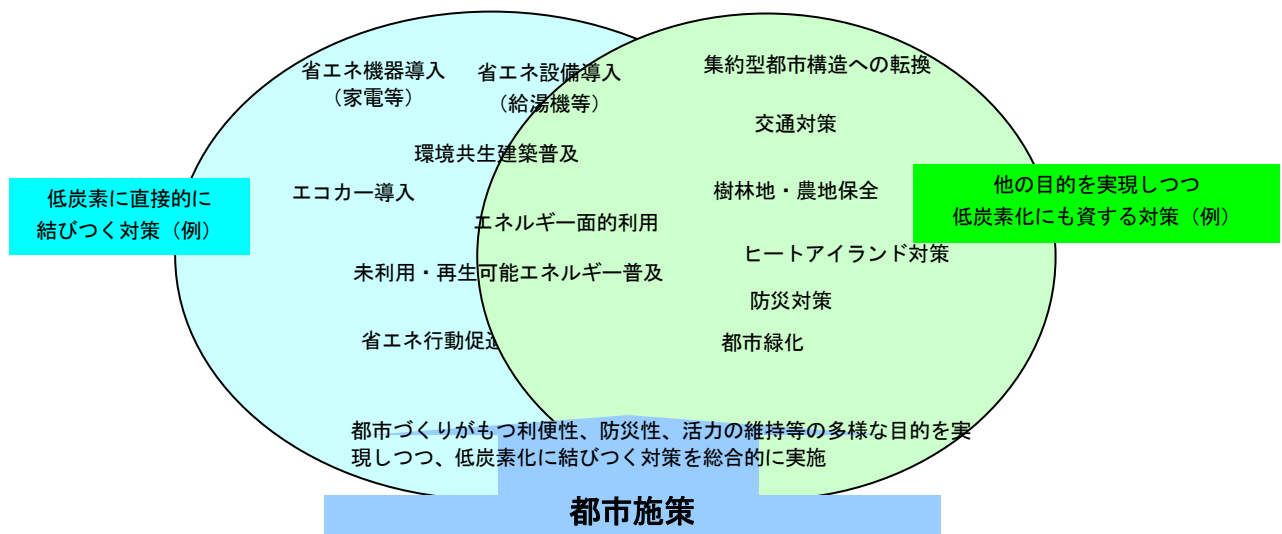 省エネ機器導入
（家電等）
省エネ設備導入
（給湯機等）
集約型都市構造への転換
交通対策
環境共生建築普及
低炭素に直接的に
結びつく対策（例）
エコカー導入
樹林地・農地保全
他の目的を実現しつつ
低炭素化にも資する対策（例）
エネルギー面的利用
ヒートアイランド対策
未利用・再生可能エネルギー普及
防災対策
省エネ行動促
都市緑化
都市づくりがもつ利便性、防災性、活力の維持等の多様な目的を実
現しつつ、低炭素化に結びつく対策を総合的に実施
都市施策